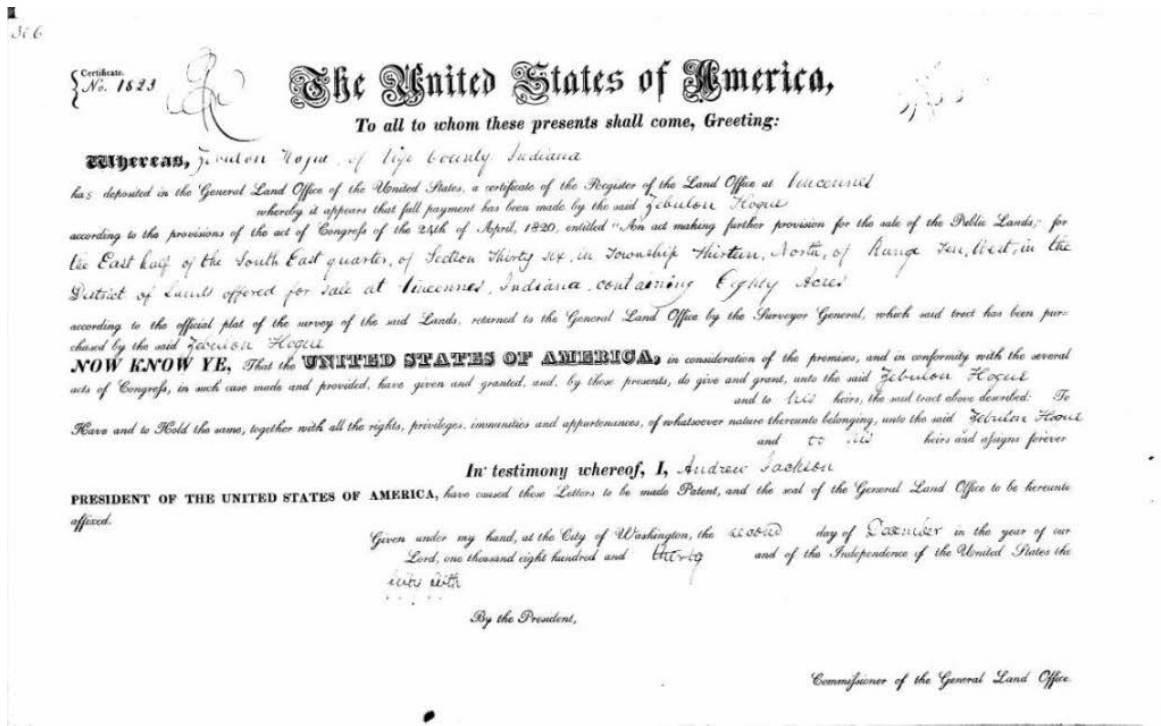 306
Certificate.
No. 1823
The United States of America,
To all to whom these presents shall come, Greeting:
Whereas, Zebulon Hogue, of Vigo County, Indiana
has deposited in the General Land Office of the United States, a certificate of the Register of the Land Office at Vincennes
whereby it appears that full payment has been made by the said Zebulon Hogue
according to the provisions of the act of Congress of the 24th of April, 1820, entitled "An act making further provision for the sale of the Public Lands," for
the East half of the South East quarter, of Section Thirty six, in Township Thirteen, North, of Range Ten, West, in the
District of Lands offered for sale at Vincennes, Indiana, containing Eighty Acres
according to the official plat of the survey of the said Lands, returned to the General Land Office by the Surveyor General, which said tract has been pur-
chased by the said Zebulon Hogue
NOW KNOW YE, That the UNITED STATES OF AMERICA, in consideration of the premises, and in conformity with the several
acts of Congress, in such case made and provided, have given and granted, and, by these presents, do give and grant, unto the said Zebulon Hogue
and to his heirs, the said tract above described: To
Have and to Hold the same, together with all the rights, privileges, immunities and appurtenances, of whatsoever nature thereunto belonging, unto the said Zebulon Hogue
and to his heirs and assigns forever
In testimony whereof, I, Andrew Jackson
PRESIDENT OF THE UNITED STATES OF AMERICA, have caused these Letters to be made Patent, and the seal of the General Land Office to be hereunto
affixed.
Given under my hand, at the City of Washington, the second day of December in the year of our
Lord, one thousand eight hundred and thirty and of the Independence of the United States the
fifty fifth
By the President,
Commissioner of the General Land Office.